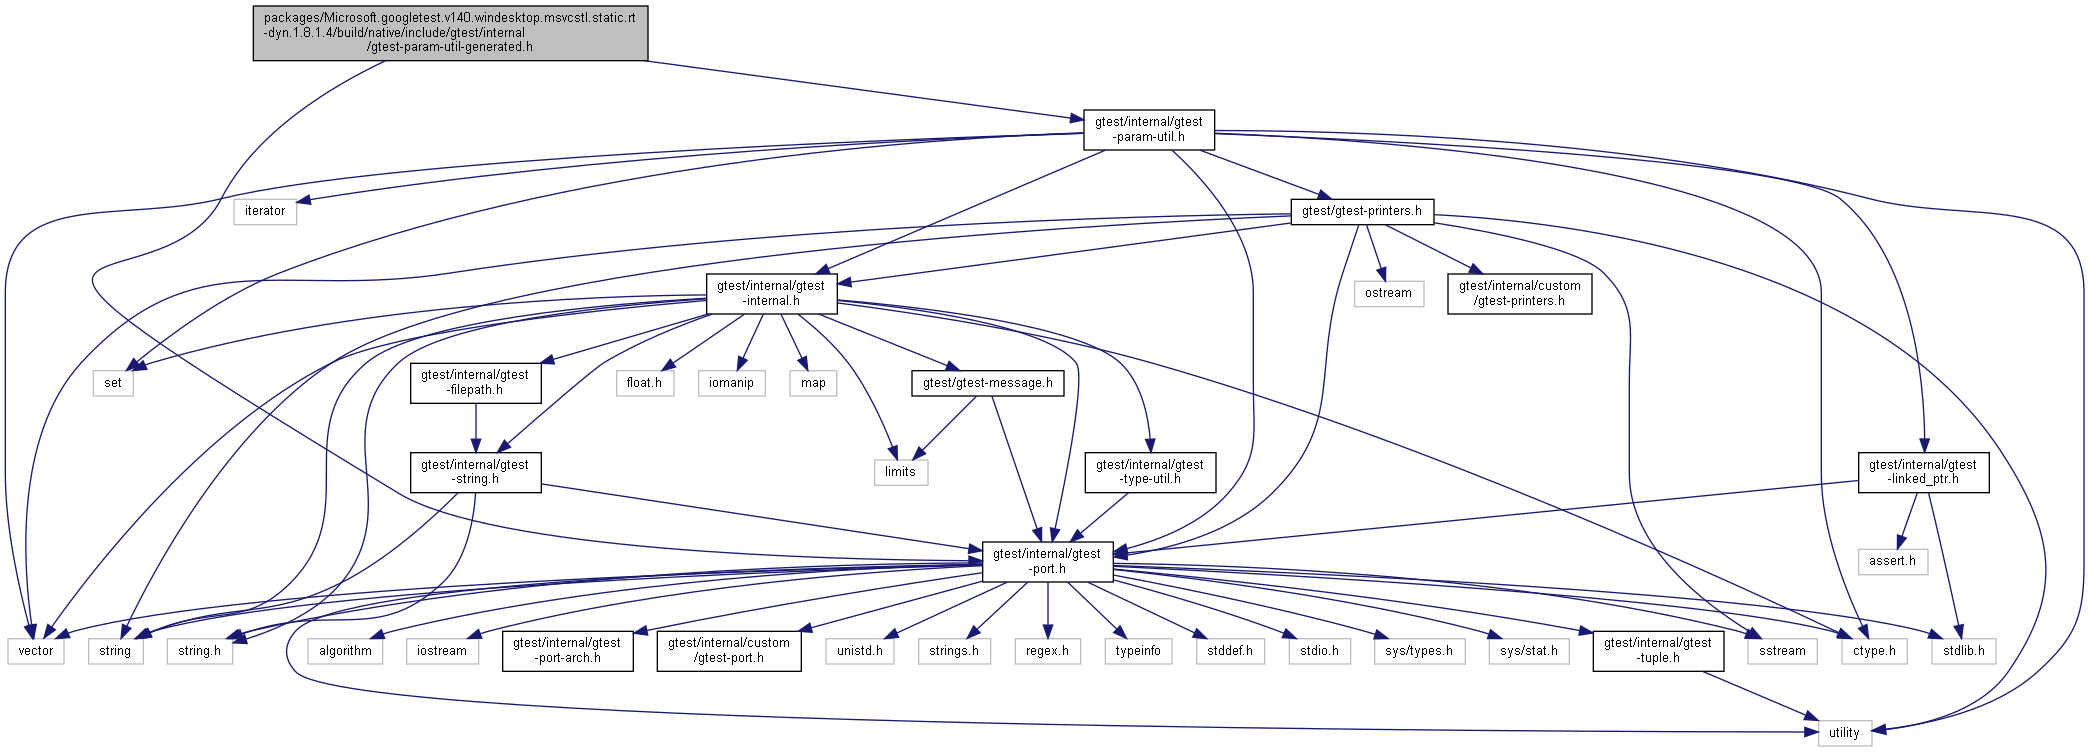 packages/Microsoft.googletest.v140.windesktop.msvcstl.static.rt
-dyn.1.8.1.4/build/native/include/gtest/internal
/gtest-param-util-generated.h
gtest/internal/gtest
-param-util.h
iterator
gtest/gtest-printers.h
gtest/internal/gtest
-internal.h
ostream
gtest/internal/custom
/gtest-printers.h
set
gtest/internal/gtest
-filepath.h
float.h
iomanip
map
gtest/gtest-message.h
gtest/internal/gtest
-string.h
limits
gtest/internal/gtest
-type-util.h
gtest/internal/gtest
-linked_ptr.h
gtest/internal/gtest
-port.h
assert.h
vector
string
string.h
algorithm
iostream
gtest/internal/gtest
-port-arch.h
gtest/internal/custom
/gtest-port.h
unistd.h
strings.h
regex.h
typeinfo
stddef.h
stdio.h
sys/types.h
sys/stat.h
gtest/internal/gtest
-tuple.h
sstream
ctype.h
stdlib.h
utility